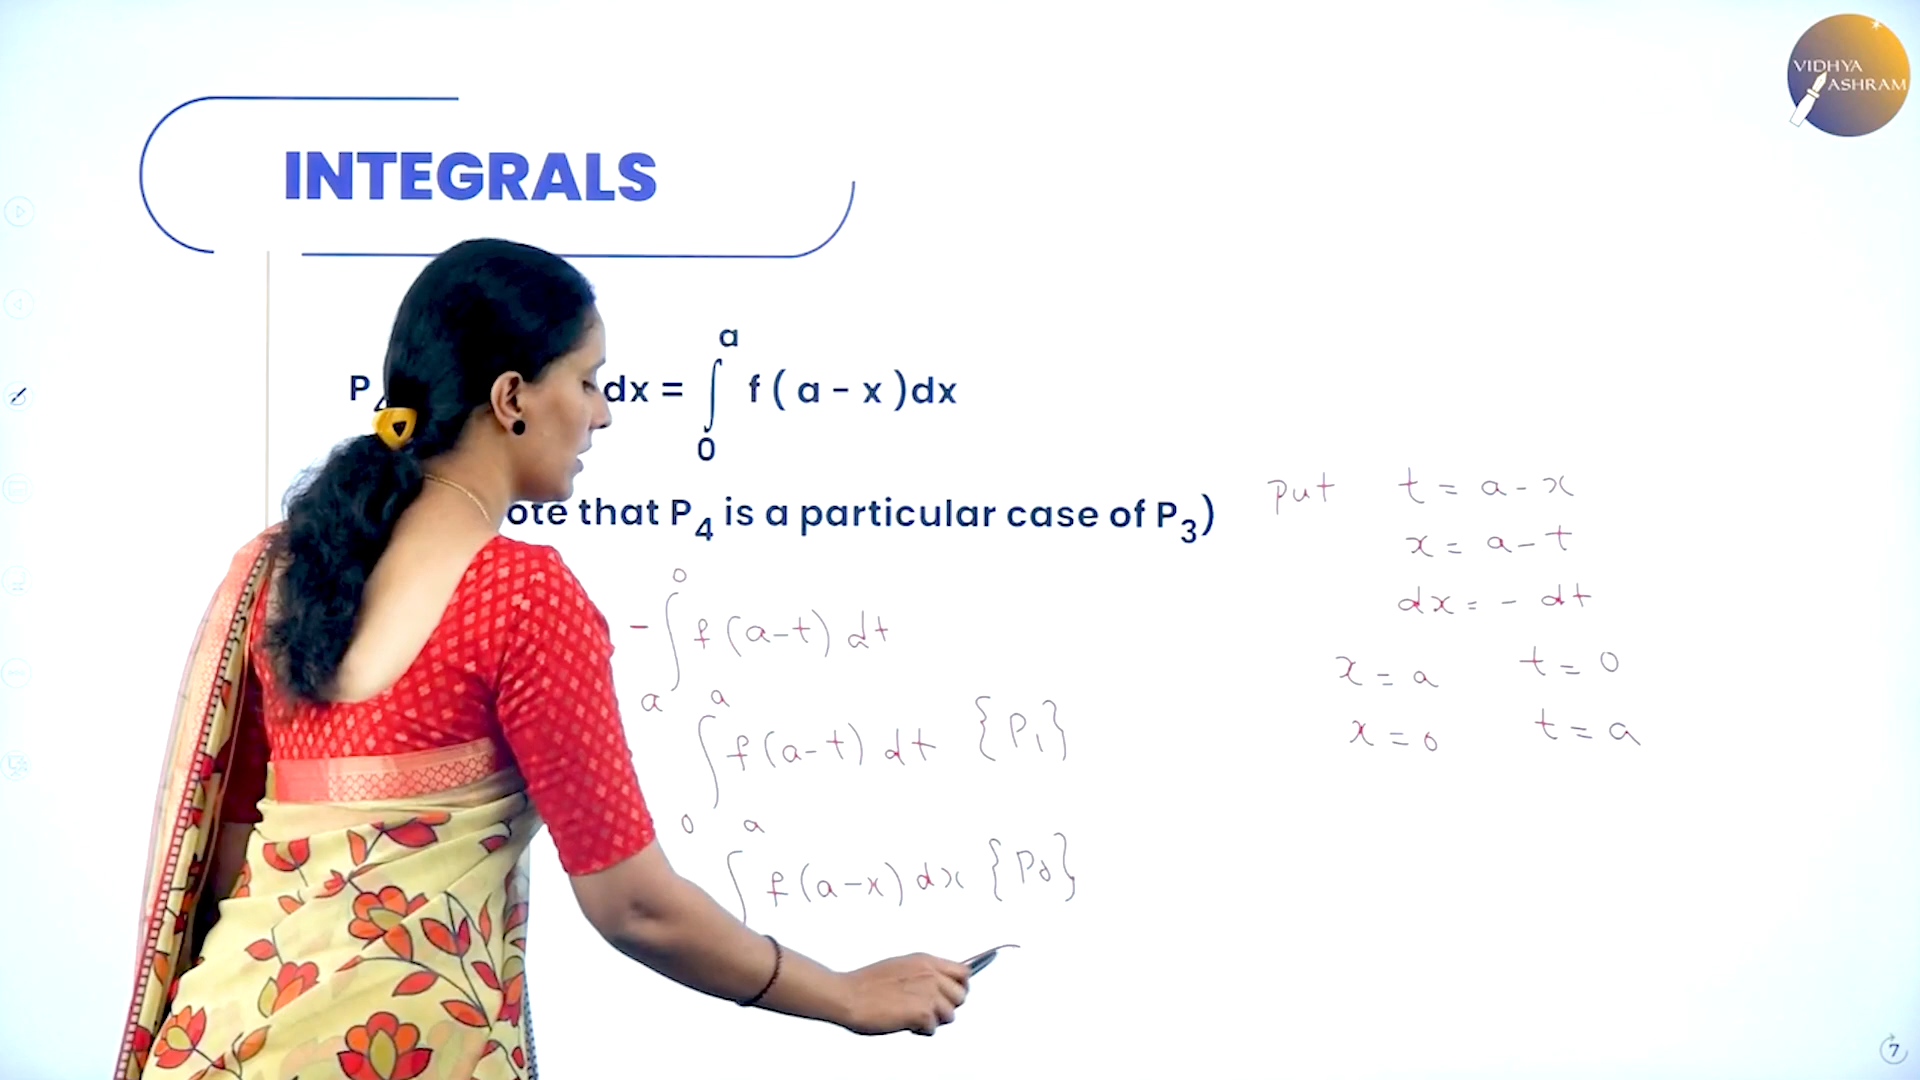 VIDHYA
ASHRAM
INTEGRALS
P4 dx = ∫₀ᵃ f ( a - x )dx
ote that P₄ is a particular case of P₃)
put t = a - x
x = a - t
dx = - dt
x = a t = 0
x = 0 t = a
- ∫ₐ⁰ f (a-t) dt
∫₀ᵃ f (a-t) dt {P₁}
∫ᵃ f (a-x) dx {P₀}
7